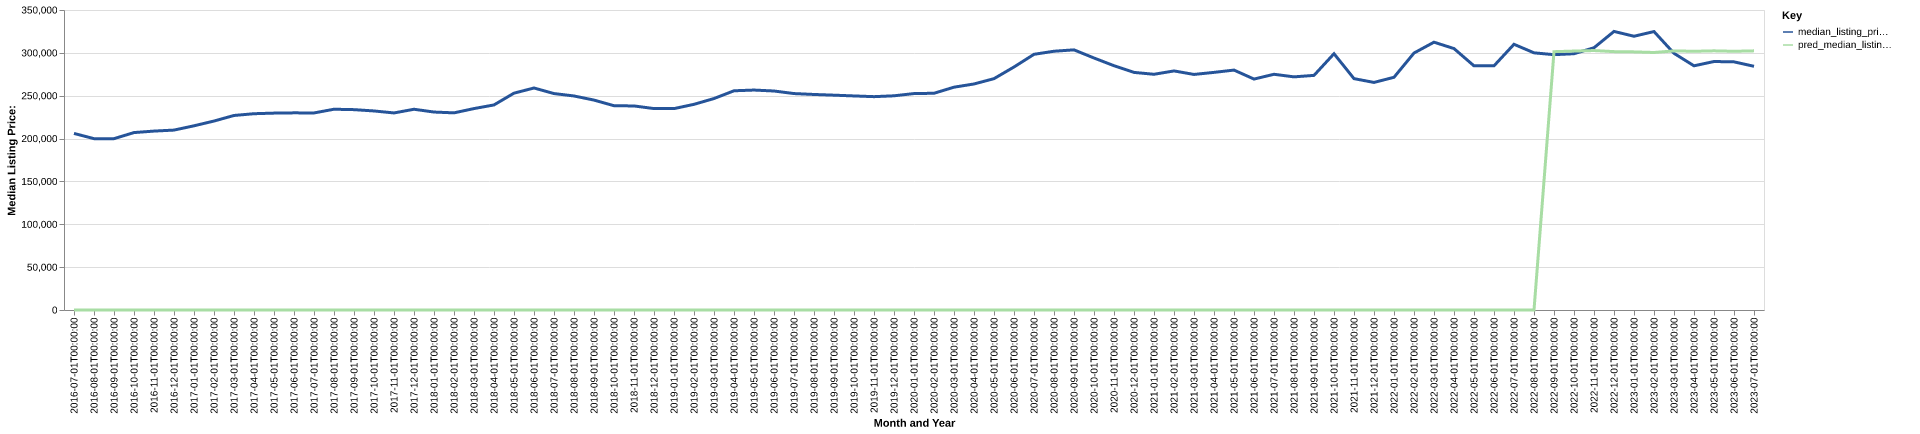 350,000
300,000
250,000
200,000
150,000
100,000
50,000
0
Median Listing Price:
2016-07-01T00:00:00
2016-08-01T00:00:00
2016-09-01T00:00:00
2016-10-01T00:00:00
2016-11-01T00:00:00
2016-12-01T00:00:00
2017-01-01T00:00:00
2017-02-01T00:00:00
2017-03-01T00:00:00
2017-04-01T00:00:00
2017-05-01T00:00:00
2017-06-01T00:00:00
2017-07-01T00:00:00
2017-08-01T00:00:00
2017-09-01T00:00:00
2017-10-01T00:00:00
2017-11-01T00:00:00
2018-01-01T00:00:00
2018-02-01T00:00:00
2018-03-01T00:00:00
2018-04-01T00:00:00
2018-05-01T00:00:00
2018-06-01T00:00:00
2018-07-01T00:00:00
2018-08-01T00:00:00
2018-09-01T00:00:00
2018-10-01T00:00:00
2018-11-01T00:00:00
2018-12-01T00:00:00
2019-01-01T00:00:00
2019-02-01T00:00:00
2019-03-01T00:00:00
2019-04-01T00:00:00
2019-05-01T00:00:00
2019-06-01T00:00:00
2019-07-01T00:00:00
2019-08-01T00:00:00
2019-09-01T00:00:00
2019-10-01T00:00:00
2019-11-01T00:00:00
2019-12-01T00:00:00
2020-01-01T00:00:00
2020-02-01T00:00:00
2020-03-01T00:00:00
2020-04-01T00:00:00
2020-05-01T00:00:00
2020-06-01T00:00:00
2020-07-01T00:00:00
2020-08-01T00:00:00
2020-09-01T00:00:00
2020-10-01T00:00:00
2020-11-01T00:00:00
2020-12-01T00:00:00
2021-01-01T00:00:00
2021-02-01T00:00:00
2021-03-01T00:00:00
2021-04-01T00:00:00
2021-05-01T00:00:00
2021-06-01T00:00:00
2021-07-01T00:00:00
2021-08-01T00:00:00
2021-09-01T00:00:00
2021-10-01T00:00:00
2021-11-01T00:00:00
2021-12-01T00:00:00
2022-01-01T00:00:00
2022-02-01T00:00:00
2022-03-01T00:00:00
2022-04-01T00:00:00
2022-05-01T00:00:00
2022-06-01T00:00:00
2022-07-01T00:00:00
2022-08-01T00:00:00
2022-09-01T00:00:00
2022-10-01T00:00:00
2022-11-01T00:00:00
2022-12-01T00:00:00
2023-01-01T00:00:00
2023-02-01T00:00:00
2023-03-01T00:00:00
2023-04-01T00:00:00
2023-05-01T00:00:00
2023-06-01T00:00:00
2023-07-01T00:00:00
Month and Year
Key
median_listing_pri…
pred_median_listin…